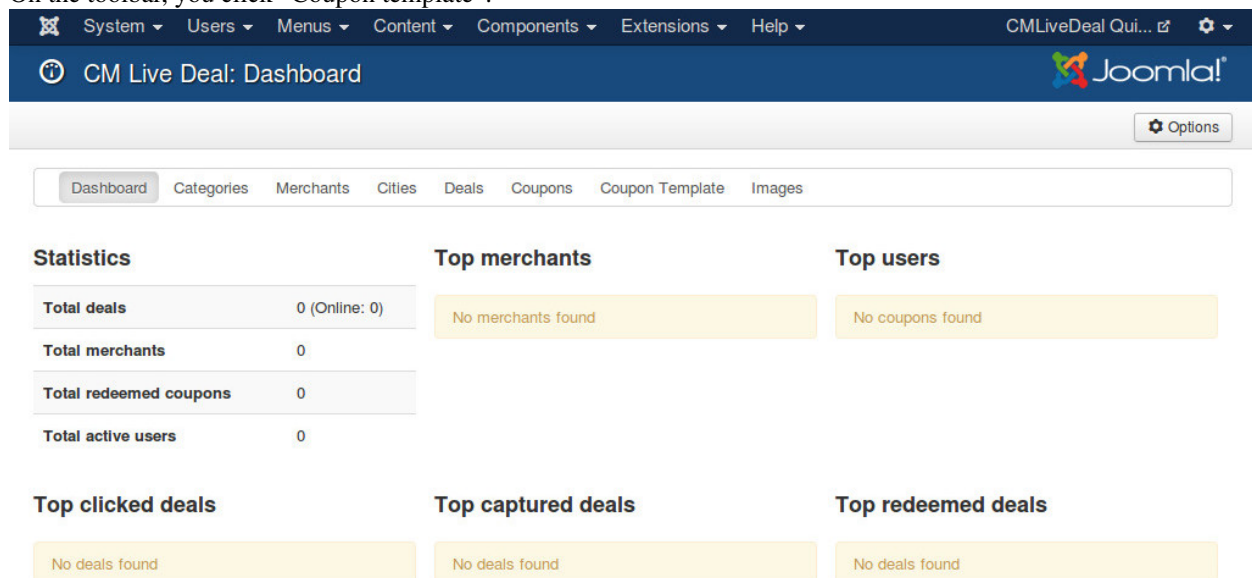 On the toolbar, you click "Coupon template".
System Users Menus Content Components Extensions Help CMLiveDeal Qui...
CM Live Deal: Dashboard Joomla!
Options
Dashboard Categories Merchants Cities Deals Coupons Coupon Template Images
Statistics Top merchants Top users
Total deals 0 (Online: 0) No merchants found No coupons found
Total merchants 0
Total redeemed coupons 0
Total active users 0
Top clicked deals Top captured deals Top redeemed deals
No deals found No deals found No deals found